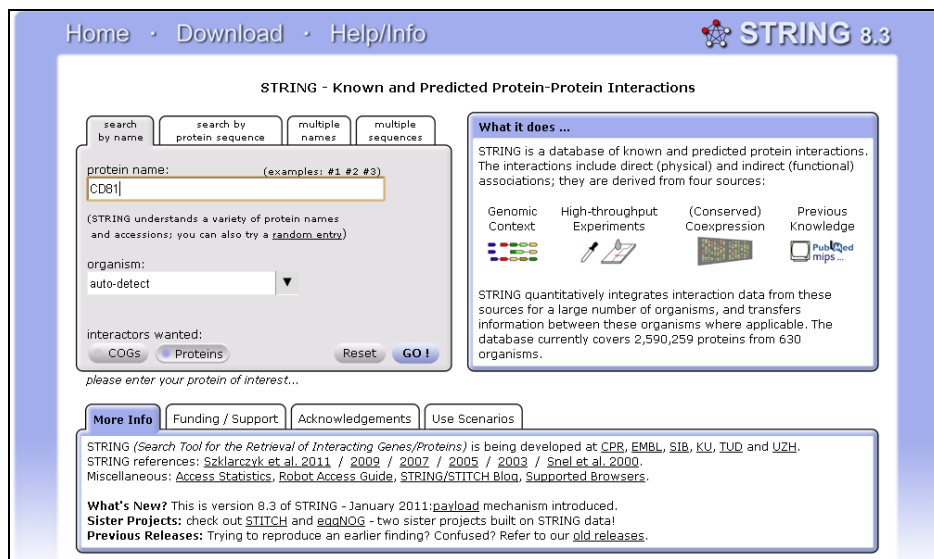 Home · Download · Help/Info
STRING 8.3
STRING - Known and Predicted Protein-Protein Interactions
search
by name
search by
protein sequence
multiple
names
multiple
sequences
protein name:
(examples: #1 #2 #3)
CD81
(STRING understands a variety of protein names
and accessions; you can also try a random entry)
organism:
auto-detect
interactors wanted:
COGs
Proteins
Reset
GO !
please enter your protein of interest...
What it does ...
STRING is a database of known and predicted protein interactions.
The interactions include direct (physical) and indirect (functional)
associations; they are derived from four sources:
Genomic
Context
High-throughput
Experiments
(Conserved)
Coexpression
Previous
Knowledge
PubMed
mips...
STRING quantitatively integrates interaction data from these
sources for a large number of organisms, and transfers
information between these organisms where applicable. The
database currently covers 2,590,259 proteins from 630
organisms.
More Info
Funding / Support
Acknowledgements
Use Scenarios
STRING (Search Tool for the Retrieval of Interacting Genes/Proteins) is being developed at CPR, EMBL, SIB, KU, TUD and UZH.
STRING references: Szklarczyk et al. 2011 / 2009 / 2007 / 2005 / 2003 / Snel et al. 2000.
Miscellaneous: Access Statistics, Robot Access Guide, STRING/STITCH Blog, Supported Browsers.
What's New? This is version 8.3 of STRING - January 2011:payload mechanism introduced.
Sister Projects: check out STITCH and eggNOG - two sister projects built on STRING data!
Previous Releases: Trying to reproduce an earlier finding? Confused? Refer to our old releases.